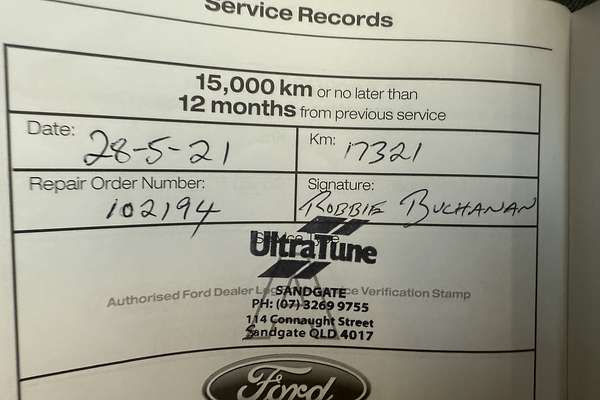 Service Records
15,000 km or no later than
12 months from previous service
Date: 28-5-21
Km: 17321
Repair Order Number: 102194
Signature: ROBBIE BUCHANAN
UltraTune
Authorised Ford Dealer Verification Stamp
SANDGATE
PH: (07) 3269 9755
114 Connaught Street
Sandgate QLD 4017
Ford